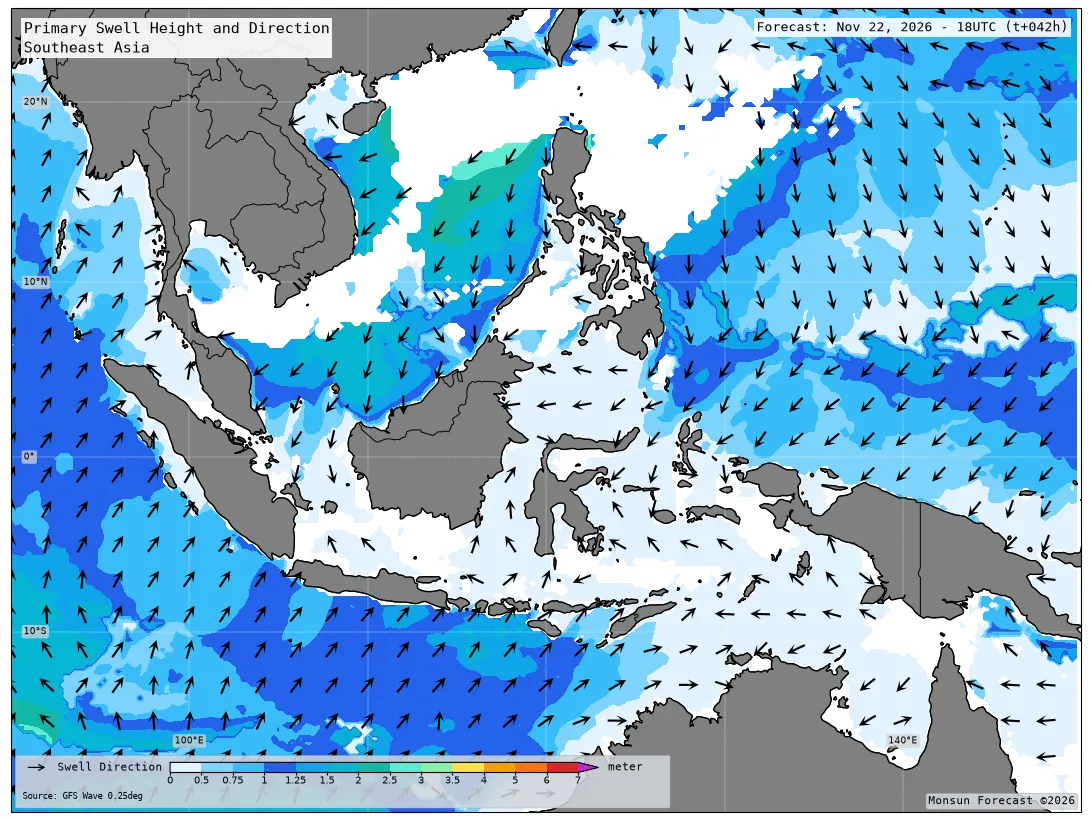 Primary Swell Height and Direction
Southeast Asia
Forecast: Nov 22, 2026 - 18UTC (t+042h)
20°N
10°N
0°
10°S
100°E
140°E
Swell Direction
0 0.5 0.75 1 1.25 1.5 2 2.5 3 3.5 4 5 6 7
meter
Source: GFS Wave 0.25deg
Monsun Forecast ©2026